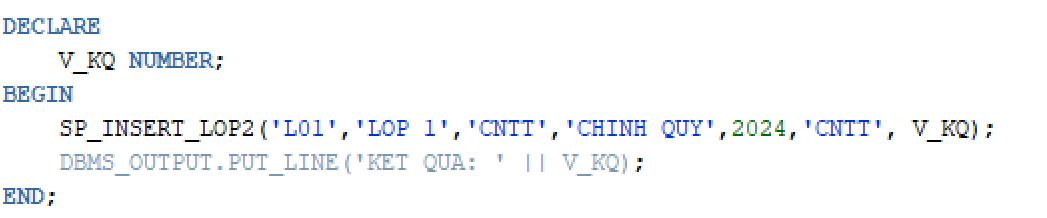 DECLARE
V_KQ NUMBER;
BEGIN
SP_INSERT_LOP2('L01','LOP 1','CNTT','CHINH QUY',2024,'CNTT', V_KQ);
DBMS_OUTPUT.PUT_LINE('KET QUA: ' || V_KQ);
END;